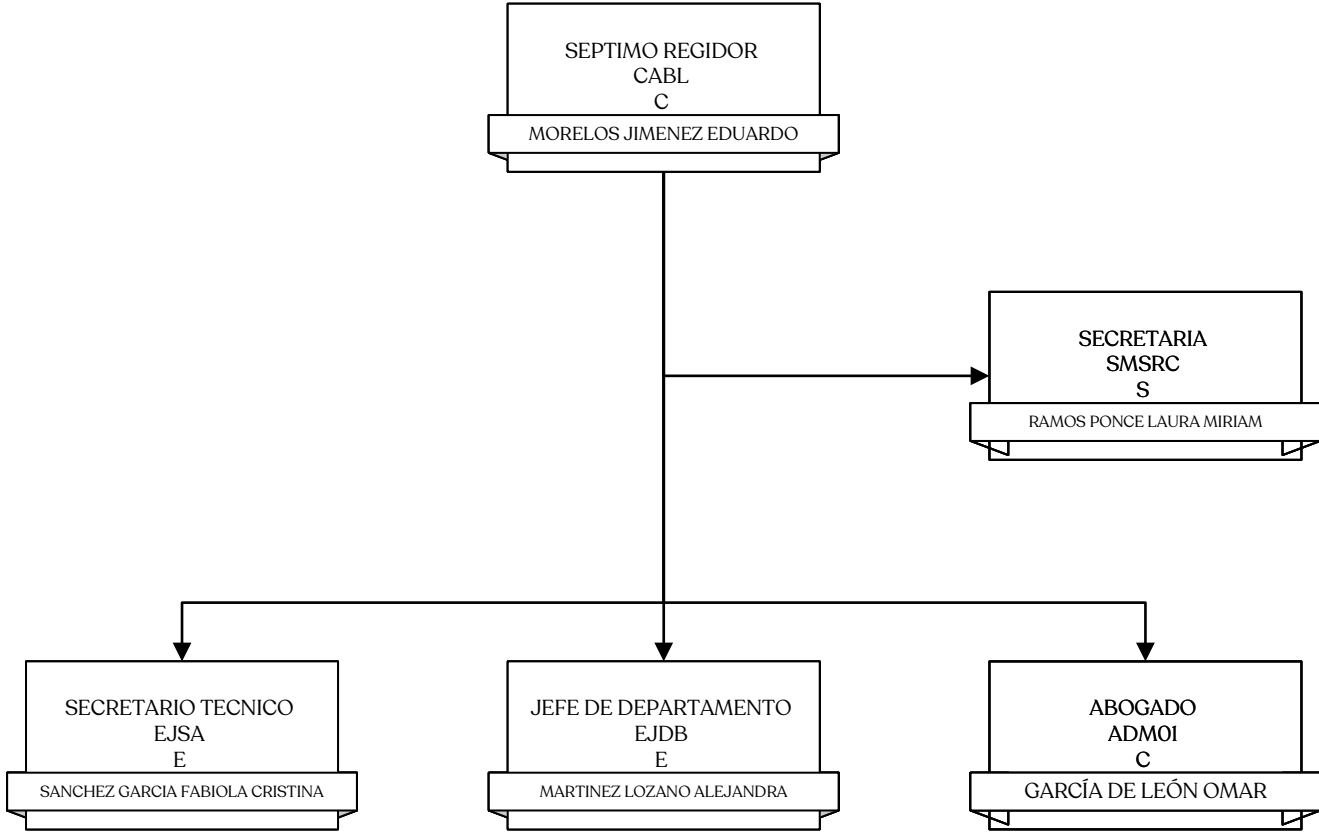 SEPTIMO REGIDOR
CABL
C
MORELOS JIMENEZ EDUARDO
SECRETARIA
SMSRC
S
RAMOS PONCE LAURA MIRIAM
SECRETARIO TECNICO
EJSA
E
SANCHEZ GARCIA FABIOLA CRISTINA
JEFE DE DEPARTAMENTO
EJDB
E
MARTINEZ LOZANO ALEJANDRA
ABOGADO
ADM01
C
GARCÍA DE LEÓN OMAR